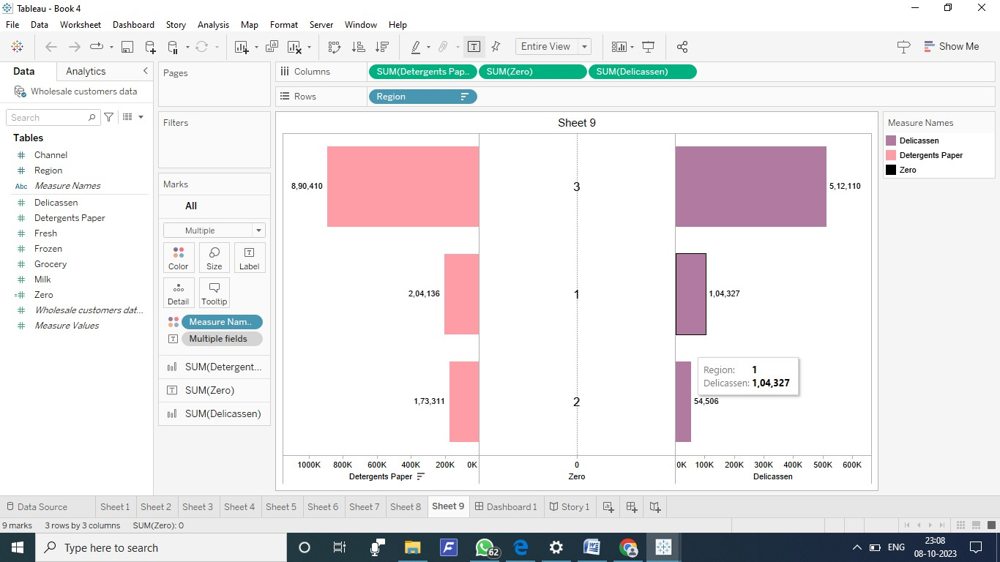 Tableau - Book 4
File Data Worksheet Dashboard Story Analysis Map Format Server Window Help
Entire View
Show Me
Data Analytics
Wholesale customers data
Search
Tables
Channel
Region
Abc Measure Names
Delicassen
Detergents Paper
Fresh
Frozen
Grocery
Milk
Zero
Wholesale customers dat...
Measure Values
Pages
Filters
Marks
All
Multiple
Color Size Label
Detail Tooltip
Measure Nam..
Multiple fields
SUM(Detergent...
SUM(Zero)
SUM(Delicassen)
Columns SUM(Detergents Pap.. SUM(Zero) SUM(Delicassen)
Rows Region
Sheet 9
8,90,410 3 5,12,110
2,04,136 1 1,04,327
Region: 1
Delicassen: 1,04,327
1,73,311 2 54,506
1000K 800K 600K 400K 200K 0K 0 0K 100K 200K 300K 400K 500K 600K
Detergents Paper Zero Delicassen
Measure Names
Delicassen
Detergents Paper
Zero
Data Source Sheet 1 Sheet 2 Sheet 3 Sheet 4 Sheet 5 Sheet 6 Sheet 7 Sheet 8 Sheet 9 Dashboard 1 Story 1
9 marks 3 rows by 3 columns SUM(Zero): 0
Type here to search
62
ENG
23:08
08-10-2023